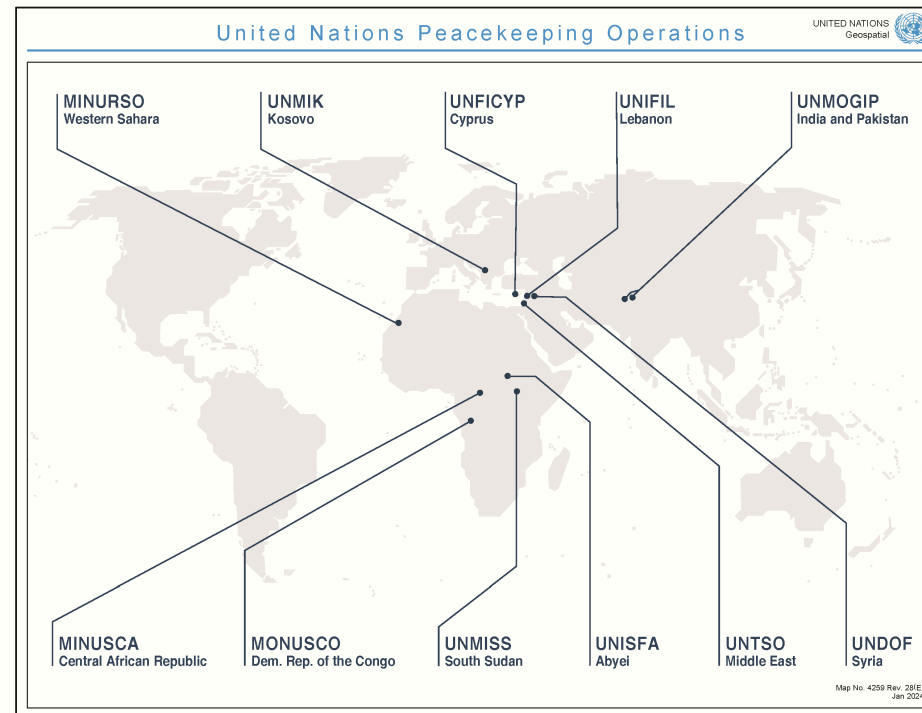 United Nations Peacekeeping Operations
UNITED NATIONS
Geospatial
MINURSO
Western Sahara
UNMIK
Kosovo
UNFICYP
Cyprus
UNIFIL
Lebanon
UNMOGIP
India and Pakistan
MINUSCA
Central African Republic
MONUSCO
Dem. Rep. of the Congo
UNMISS
South Sudan
UNISFA
Abyei
UNTSO
Middle East
UNDOF
Syria
Map No. 4259 Rev. 28(E
Jan 2024